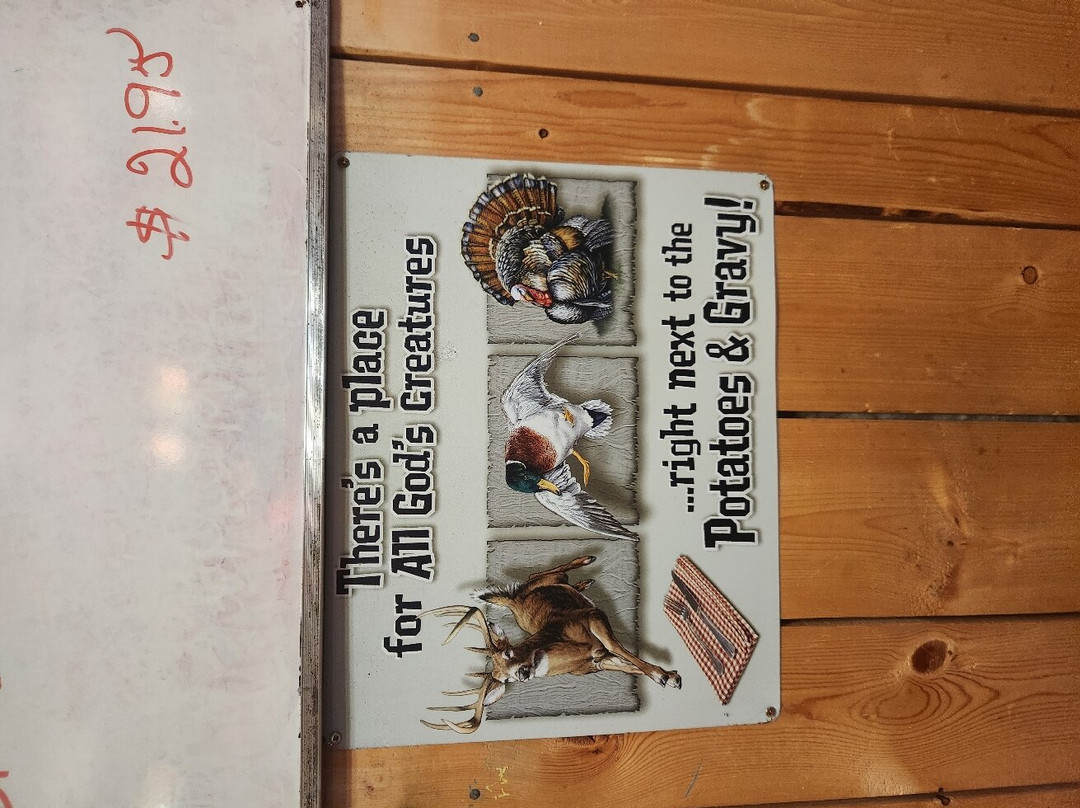 $ 21.95
There's a place
for All God's Creatures
...right next to the
Potatoes & Gravy!